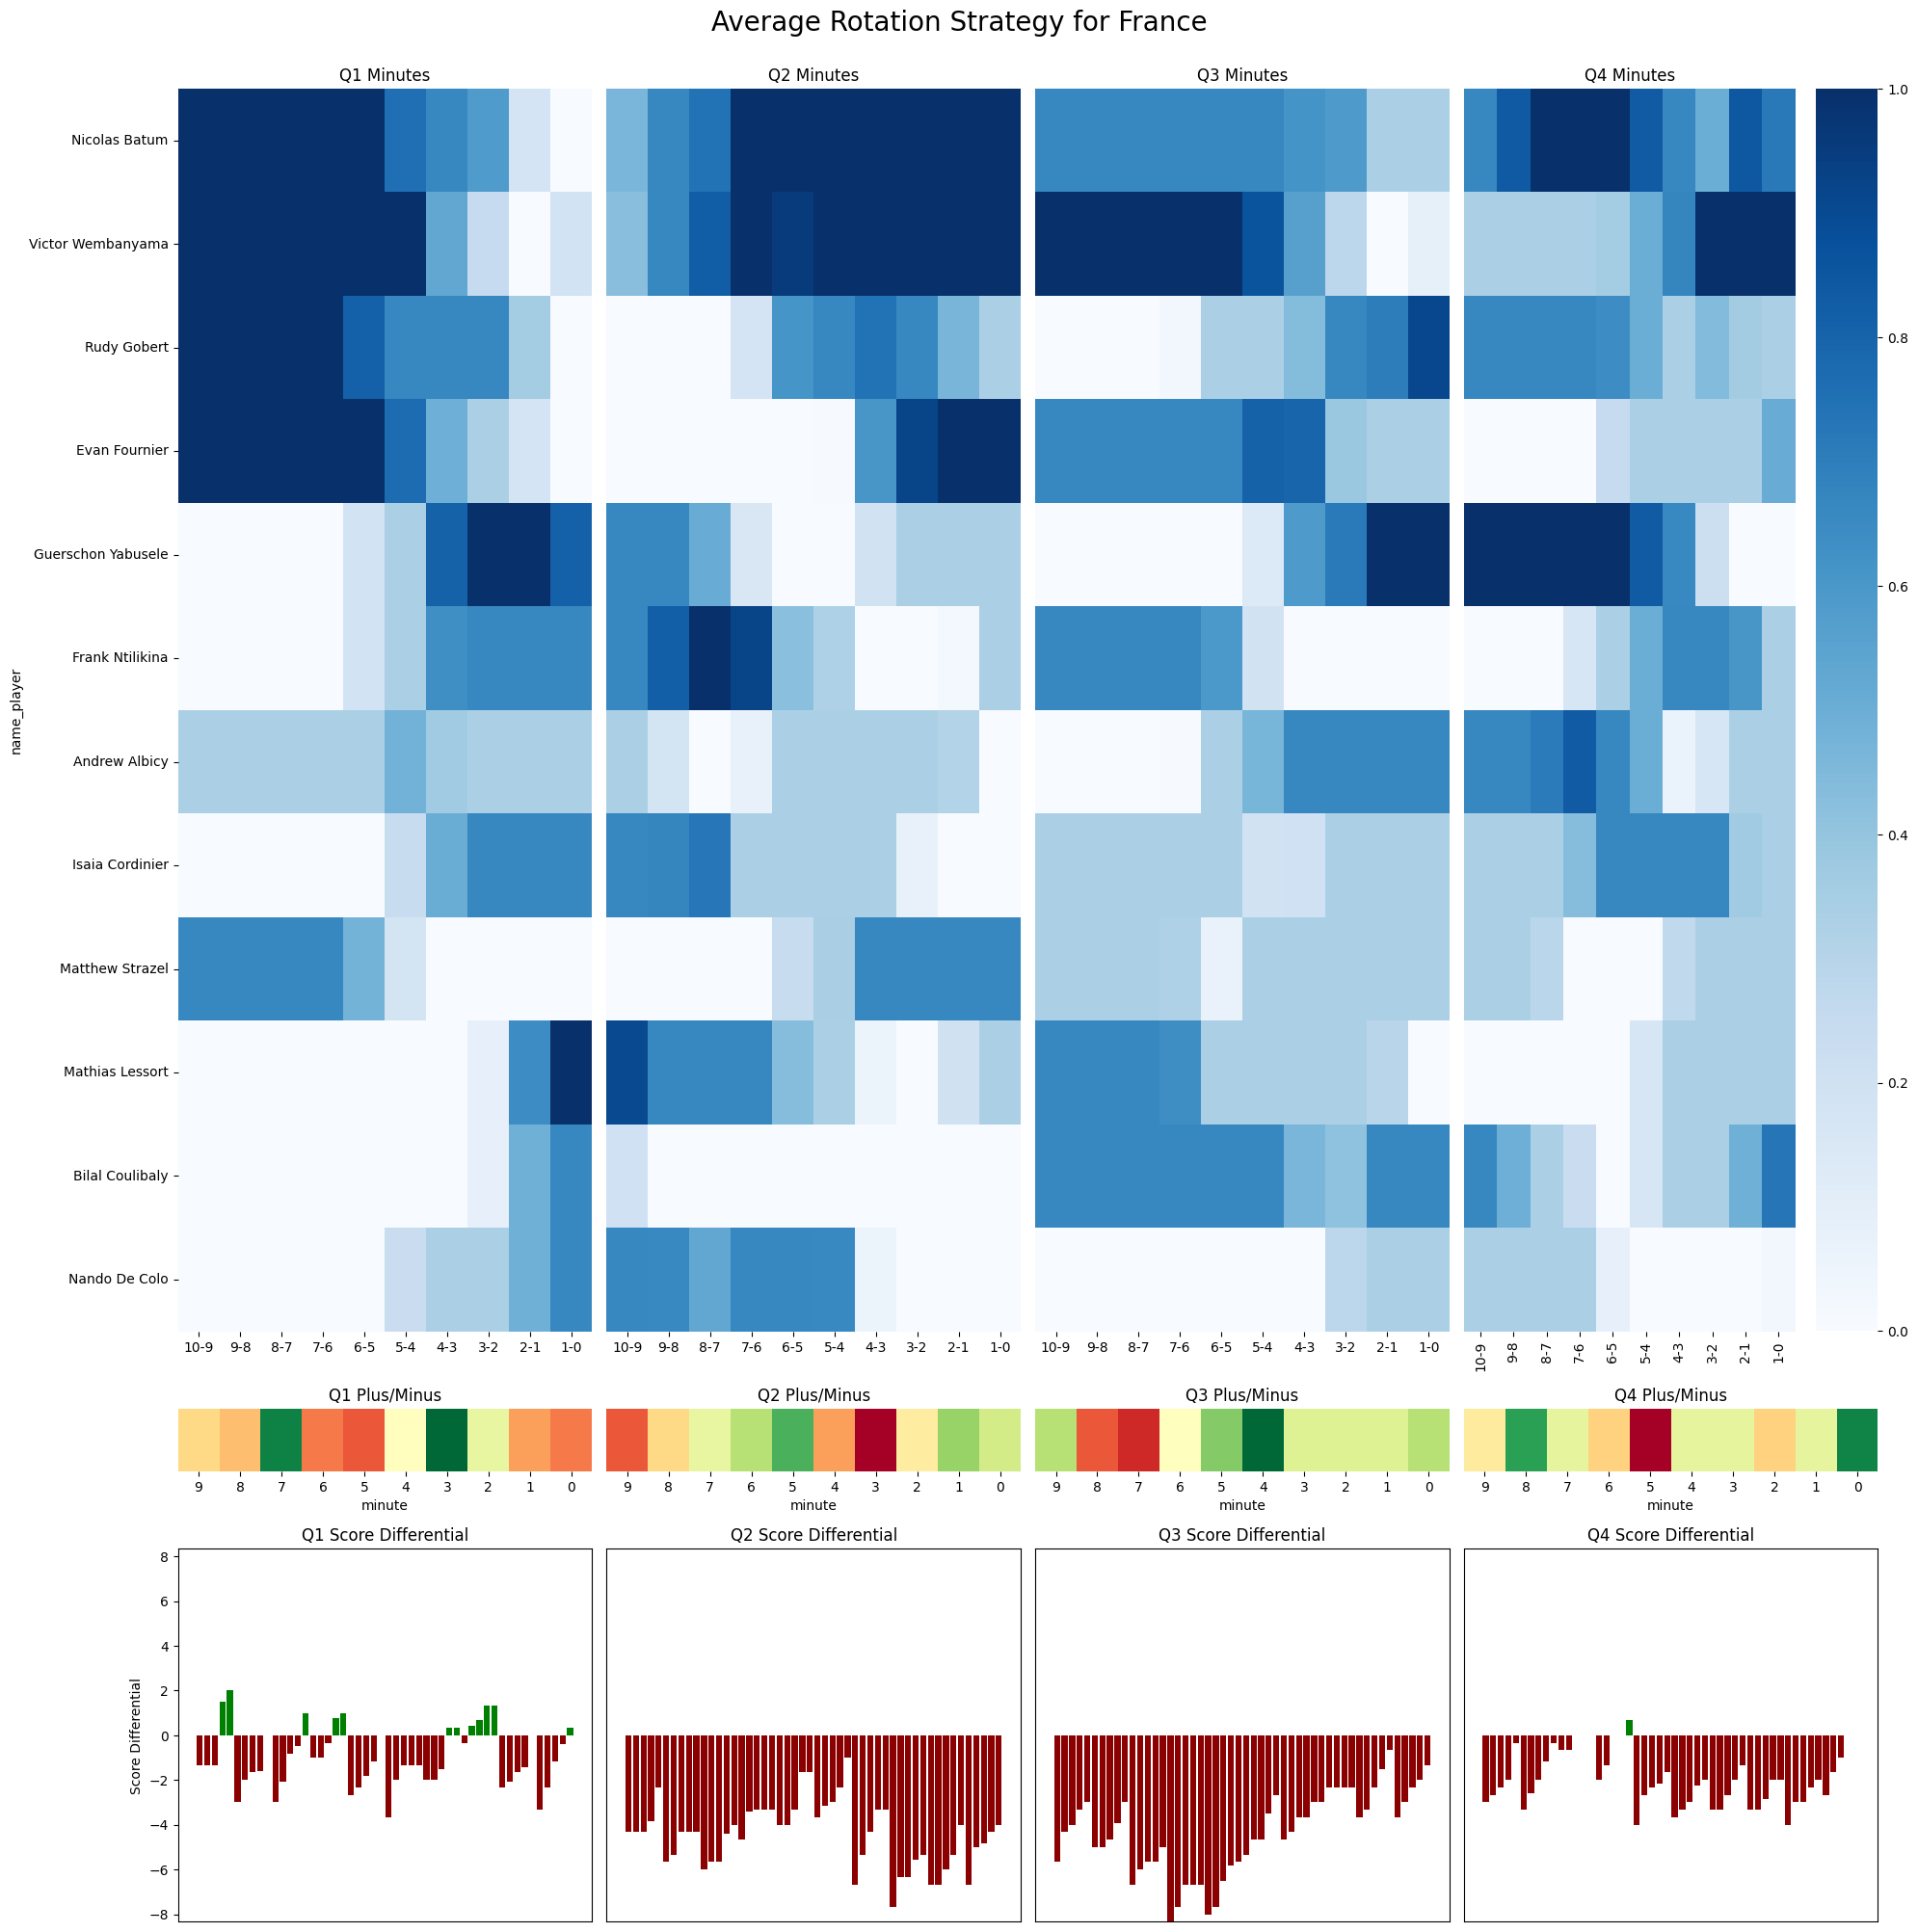 Average Rotation Strategy for France
Q1 Minutes
Q2 Minutes
Q3 Minutes
Q4 Minutes
name_player
Nicolas Batum
Victor Wembanyama
Rudy Gobert
Evan Fournier
Guerschon Yabusele
Frank Ntilikina
Andrew Albicy
Isaia Cordinier
Matthew Strazel
Mathias Lessort
Bilal Coulibaly
Nando De Colo
1.0
0.8
0.6
0.4
0.2
0.0
10-9 9-8 8-7 7-6 6-5 5-4 4-3 3-2 2-1 1-0
10-9 9-8 8-7 7-6 6-5 5-4 4-3 3-2 2-1 1-0
10-9 9-8 8-7 7-6 6-5 5-4 4-3 3-2 2-1 1-0
10-9 9-8 8-7 7-6 6-5 5-4 4-3 3-2 2-1 1-0
Q1 Plus/Minus
9 8 7 6 5 4 3 2 1 0
minute
Q2 Plus/Minus
9 8 7 6 5 4 3 2 1 0
minute
Q3 Plus/Minus
9 8 7 6 5 4 3 2 1 0
minute
Q4 Plus/Minus
9 8 7 6 5 4 3 2 1 0
minute
Q1 Score Differential
Q2 Score Differential
Q3 Score Differential
Q4 Score Differential
Score Differential
8
6
4
2
0
−2
−4
−6
−8